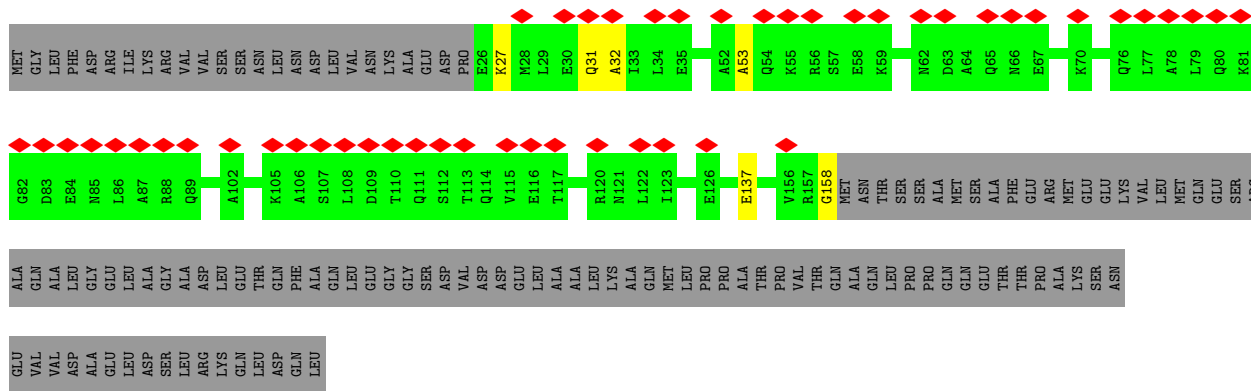 MET GLY LEU PHE ASP ARG ILE LYS ARG VAL VAL SER SER ASN LEU ASN ASP LEU VAL ASN LYS ALA GLU ASP PRO E26 K27 M28 L29 E30 Q31 A32 I33 L34 E35 A52 A53 Q54 K55 R56 S57 E58 K59 N62 D63 A64 Q65 N66 E67 K70 Q76 L77 A78 L79 Q80 K81
G82 D83 E84 N85 L86 A87 R88 Q89 A102 K105 A106 S107 L108 D109 T110 Q111 S112 T113 Q114 V115 E116 T117 R120 N121 L122 I123 E126 E137 V156 R157 G158 MET ASN THR SER SER ALA MET SER ALA PHE GLU ARG MET GLU GLU LYS VAL LEU MET GLN GLU SER
ALA GLN ALA LEU GLY GLU LEU ALA GLY ALA ASP LEU GLU THR GLN PHE ALA GLN LEU GLU GLY GLY SER ASP VAL ASP ASP GLU LEU ALA ALA LEU LYS ALA GLN MET LEU PRO PRO ALA THR PRO VAL THR GLN ALA GLN LEU PRO PRO GLN GLN GLU THR THR PRO ALA LYS SER ASN
GLU VAL VAL ASP ALA GLU LEU ASP SER LEU ARG LYS GLN LEU ASP GLN LEU